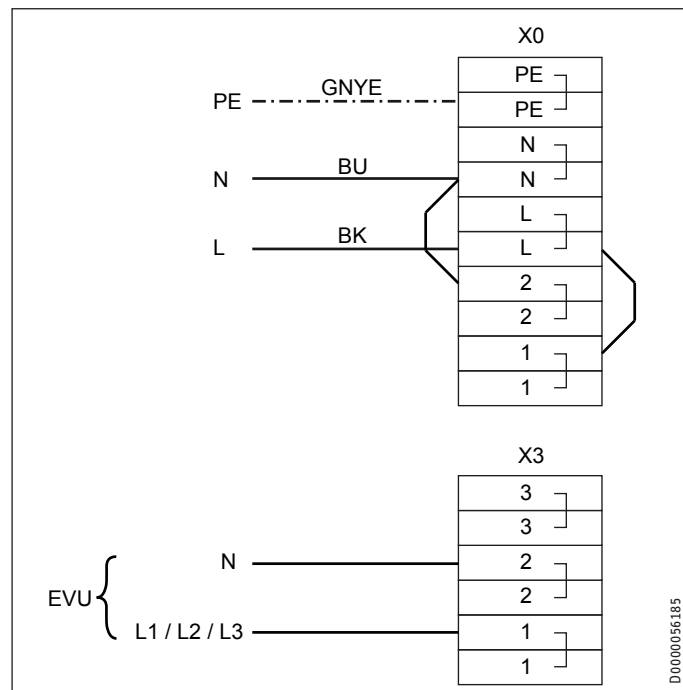 X0
PE
PE GNYE PE
N
N BU N
L
L BK L
2
2
1
1
X3
3
3
N 2
2
EVU
L1 / L2 / L3 1
1
D0000056185